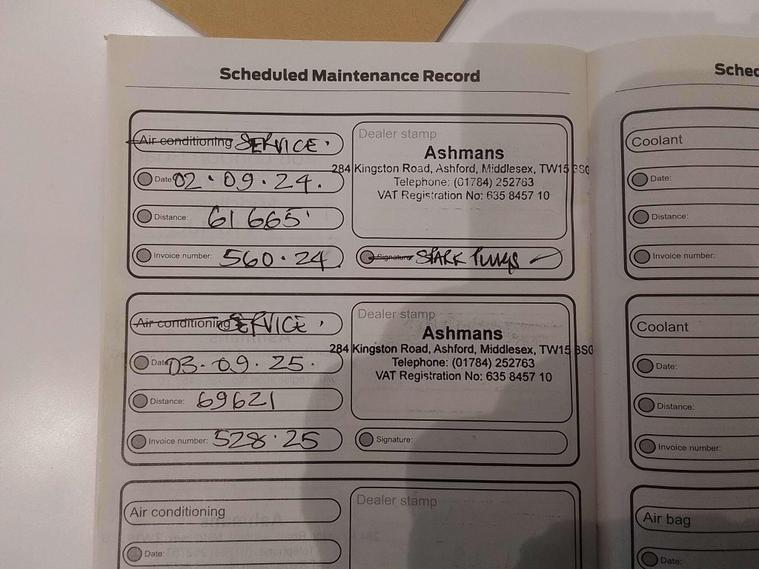 Scheduled Maintenance Record
Air conditioning SERVICE.
Date: 02.09.24.
Distance: 61665
Invoice number: 560.24
Dealer stamp
Ashmans
284 Kingston Road, Ashford, Middlesex, TW15 3SG
Telephone: (01784) 252763
VAT Registration No: 635 8457 10
Signature: SPARK PLUGS
Air conditioning SERVICE.
Date: 03.09.25.
Distance: 69621
Invoice number: 528.25
Dealer stamp
Ashmans
284 Kingston Road, Ashford, Middlesex, TW15 3SG
Telephone: (01784) 252763
VAT Registration No: 635 8457 10
Signature:
Air conditioning
Date:
Dealer stamp
Sched
Coolant
Date:
Distance:
Invoice number:
Coolant
Date:
Distance:
Invoice number:
Air bag
Date: